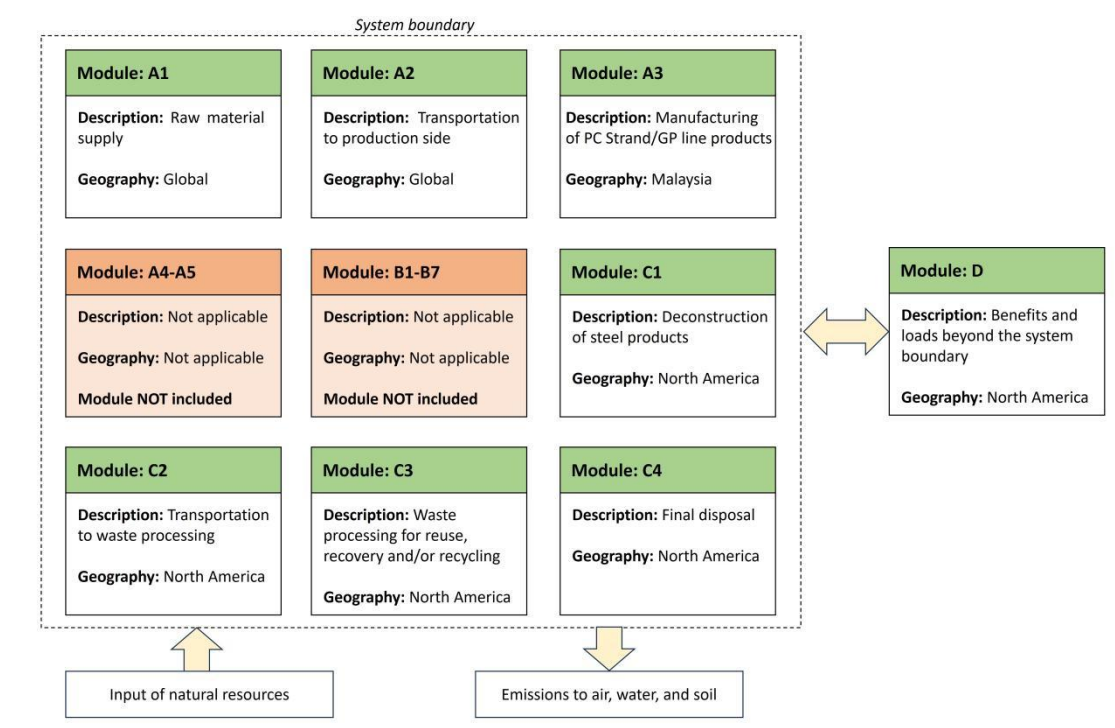 System boundary
Module: A1
Description: Raw material
supply
Geography: Global
Module: A2
Description: Transportation
to production side
Geography: Global
Module: A3
Description: Manufacturing
of PC Strand/GP line products
Geography: Malaysia
Module: A4-A5
Description: Not applicable
Geography: Not applicable
Module NOT included
Module: B1-B7
Description: Not applicable
Geography: Not applicable
Module NOT included
Module: C1
Description: Deconstruction
of steel products
Geography: North America
Module: D
Description: Benefits and
loads beyond the system
boundary
Geography: North America
Module: C2
Description: Transportation
to waste processing
Geography: North America
Module: C3
Description: Waste
processing for reuse,
recovery and/or recycling
Geography: North America
Module: C4
Description: Final disposal
Geography: North America
Input of natural resources
Emissions to air, water, and soil